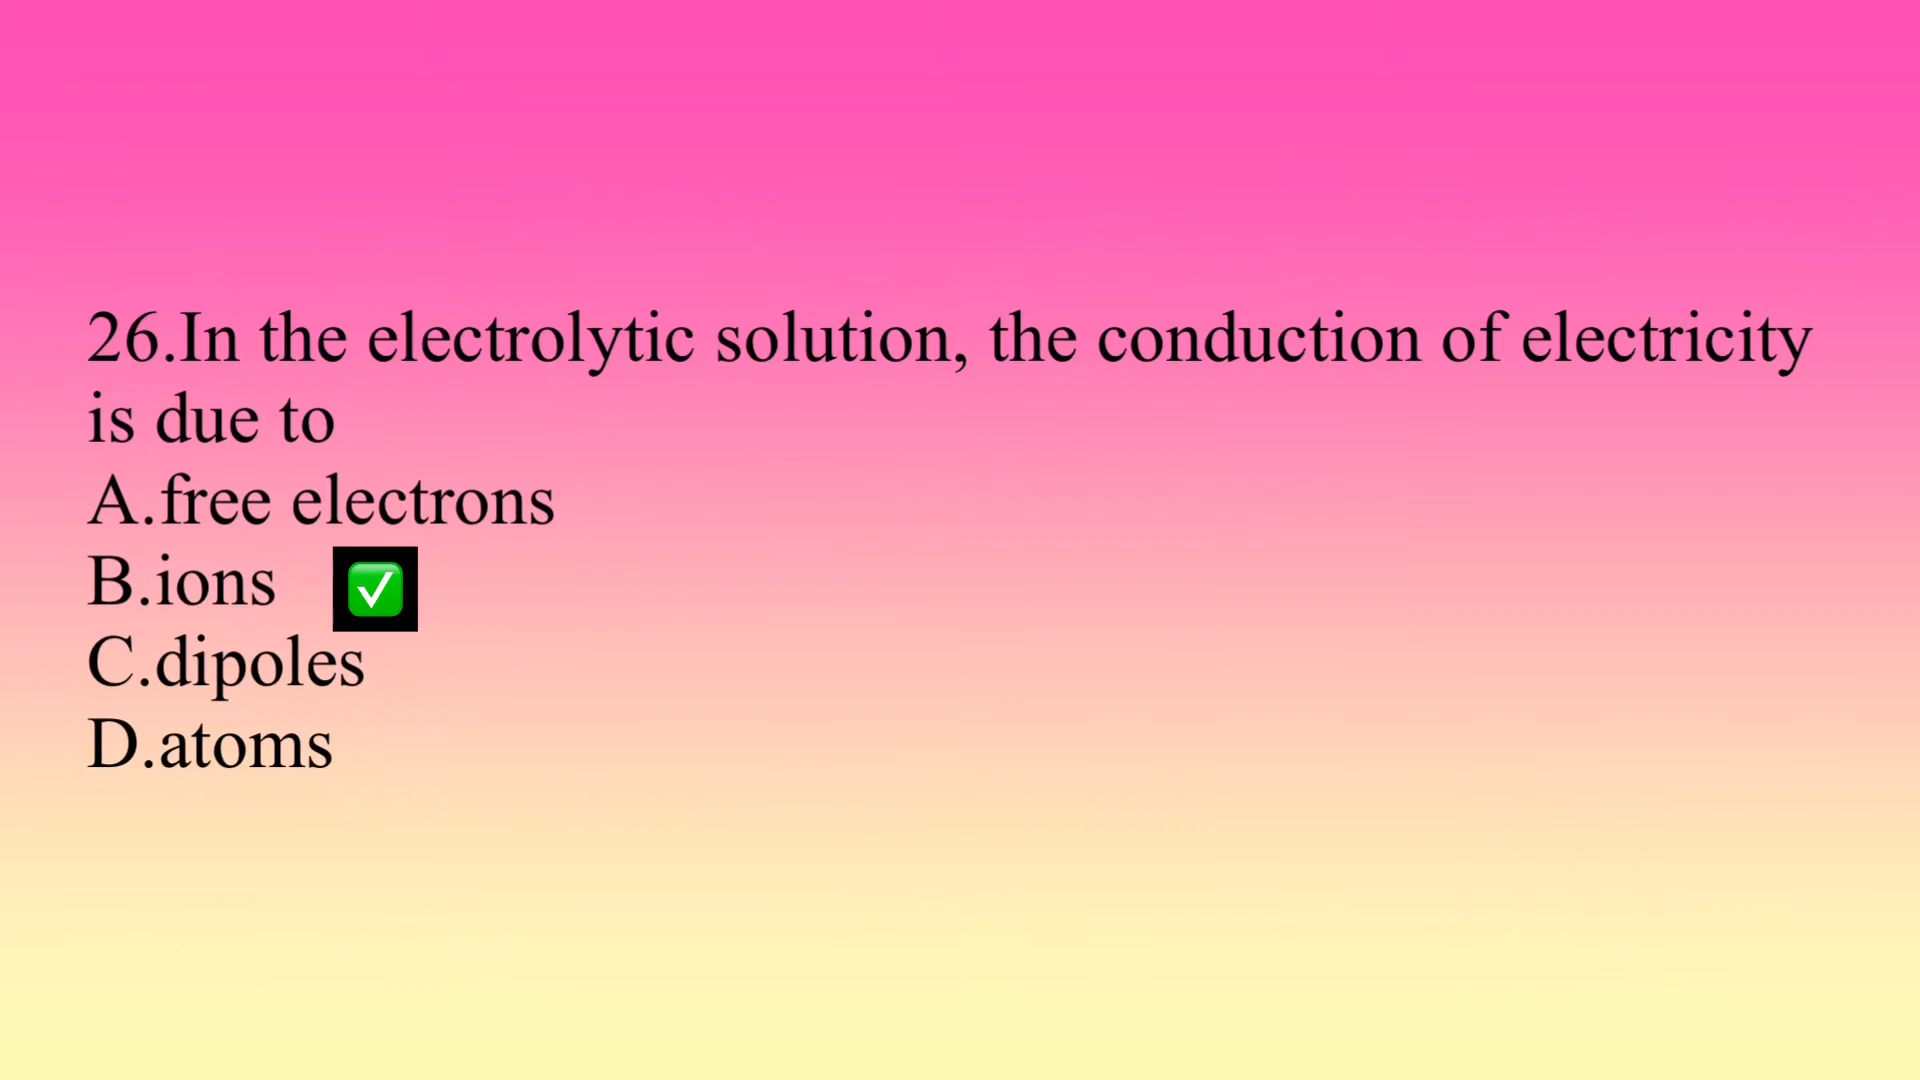 26.In the electrolytic solution, the conduction of electricity
is due to
A.free electrons
B.ions ✅
C.dipoles
D.atoms